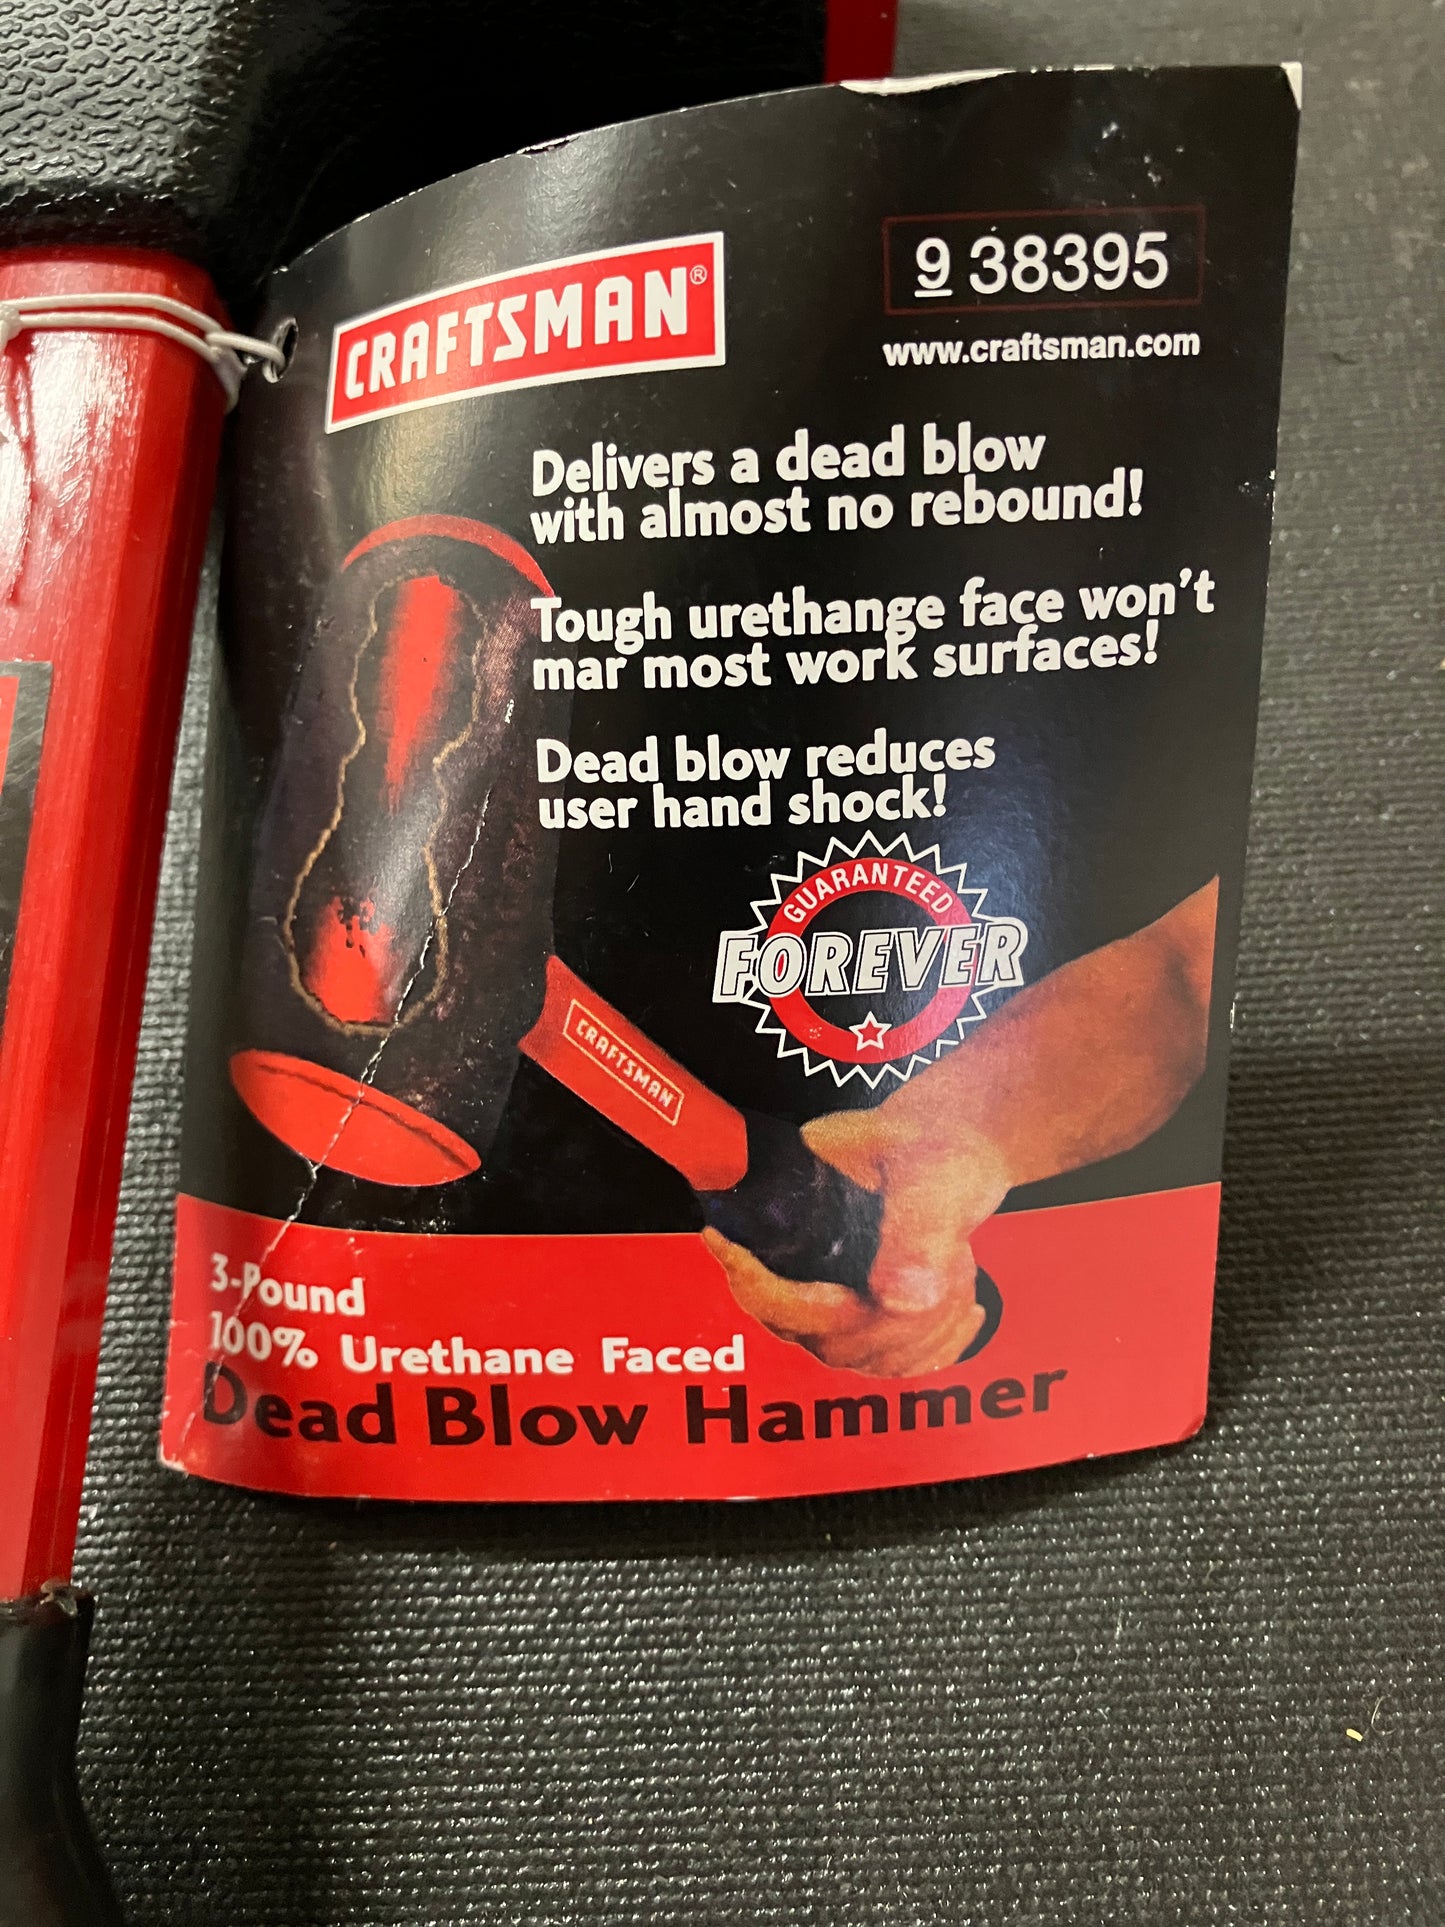 CRAFTSMAN®
9 38395
www.craftsman.com
Delivers a dead blow
with almost no rebound!
Tough urethange face won't
mar most work surfaces!
Dead blow reduces
user hand shock!
GUARANTEED
FOREVER
CRAFTSMAN
3-Pound
100% Urethane Faced
Dead Blow Hammer